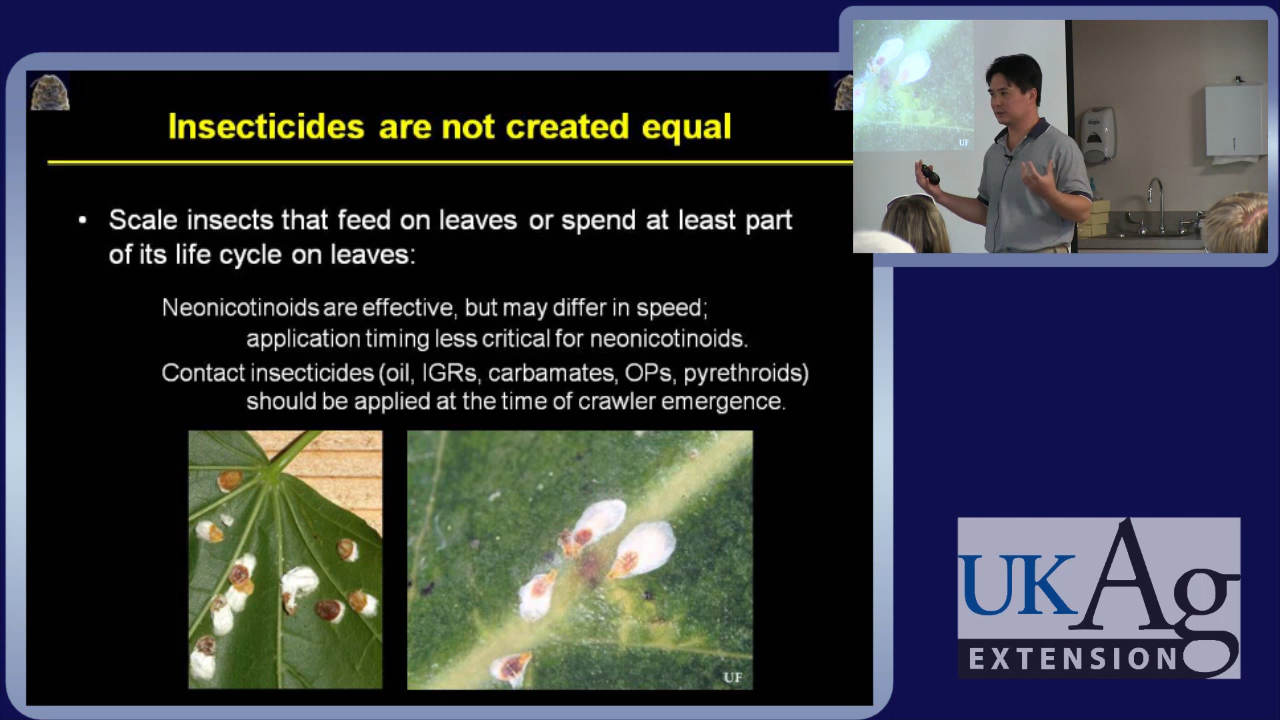 Insecticides are not created equal
• Scale insects that feed on leaves or spend at least part
of its life cycle on leaves:
Neonicotinoids are effective, but may differ in speed;
application timing less critical for neonicotinoids.
Contact insecticides (oil, IGRs, carbamates, OPs, pyrethroids)
should be applied at the time of crawler emergence.
UF
UF
UKAg
EXTENSION